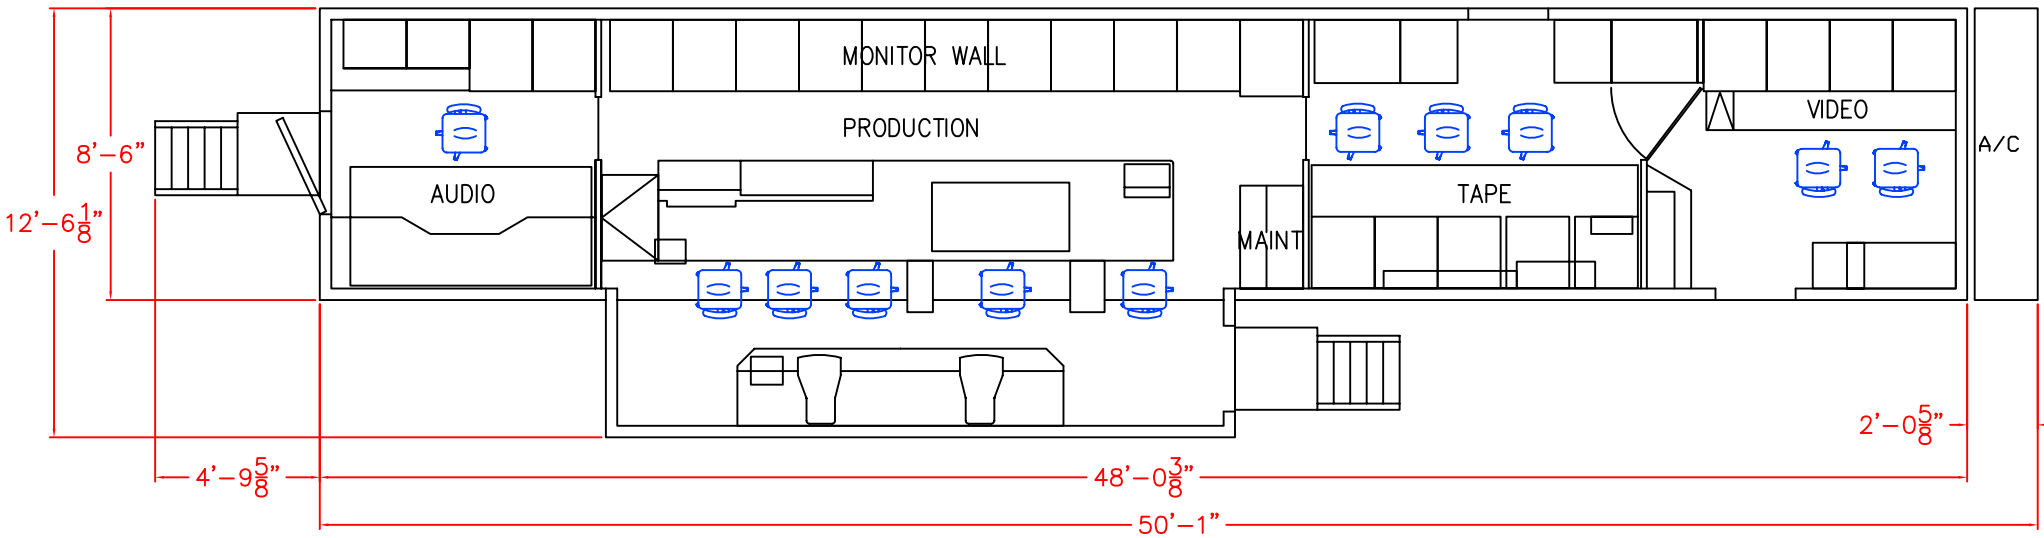 MONITOR WALL
PRODUCTION
VIDEO
A/C
8'-6"
AUDIO
TAPE
12'-6 1/8"
MAINT
2'-0 5/8"
4'-9 5/8"
48'-0 3/8"
50'-1"